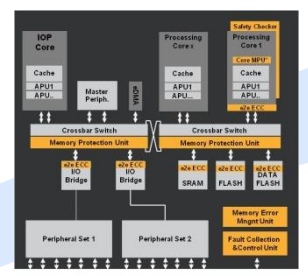 Safety Checker
IOP
Core
Processing
Core x
Processing
Core 1
Core MPU*
Cache
APU1
APU..
Master
Periph.
eDMA
Cache
APU1
APU...
Cache
APU1
APU..
e2e ECC
Crossbar Switch
Memory Protection Unit
Crossbar Switch
Memory Protection Unit
e2e ECC
I/O
Bridge
e2e ECC
I/O
Bridge
e2e ECC
SRAM
e2e ECC
FLASH
e2e ECC
DATA
FLASH
Peripheral Set 1
Peripheral Set 2
Memory Error
Mngnt Unit
Fault Collection
&Control Unit